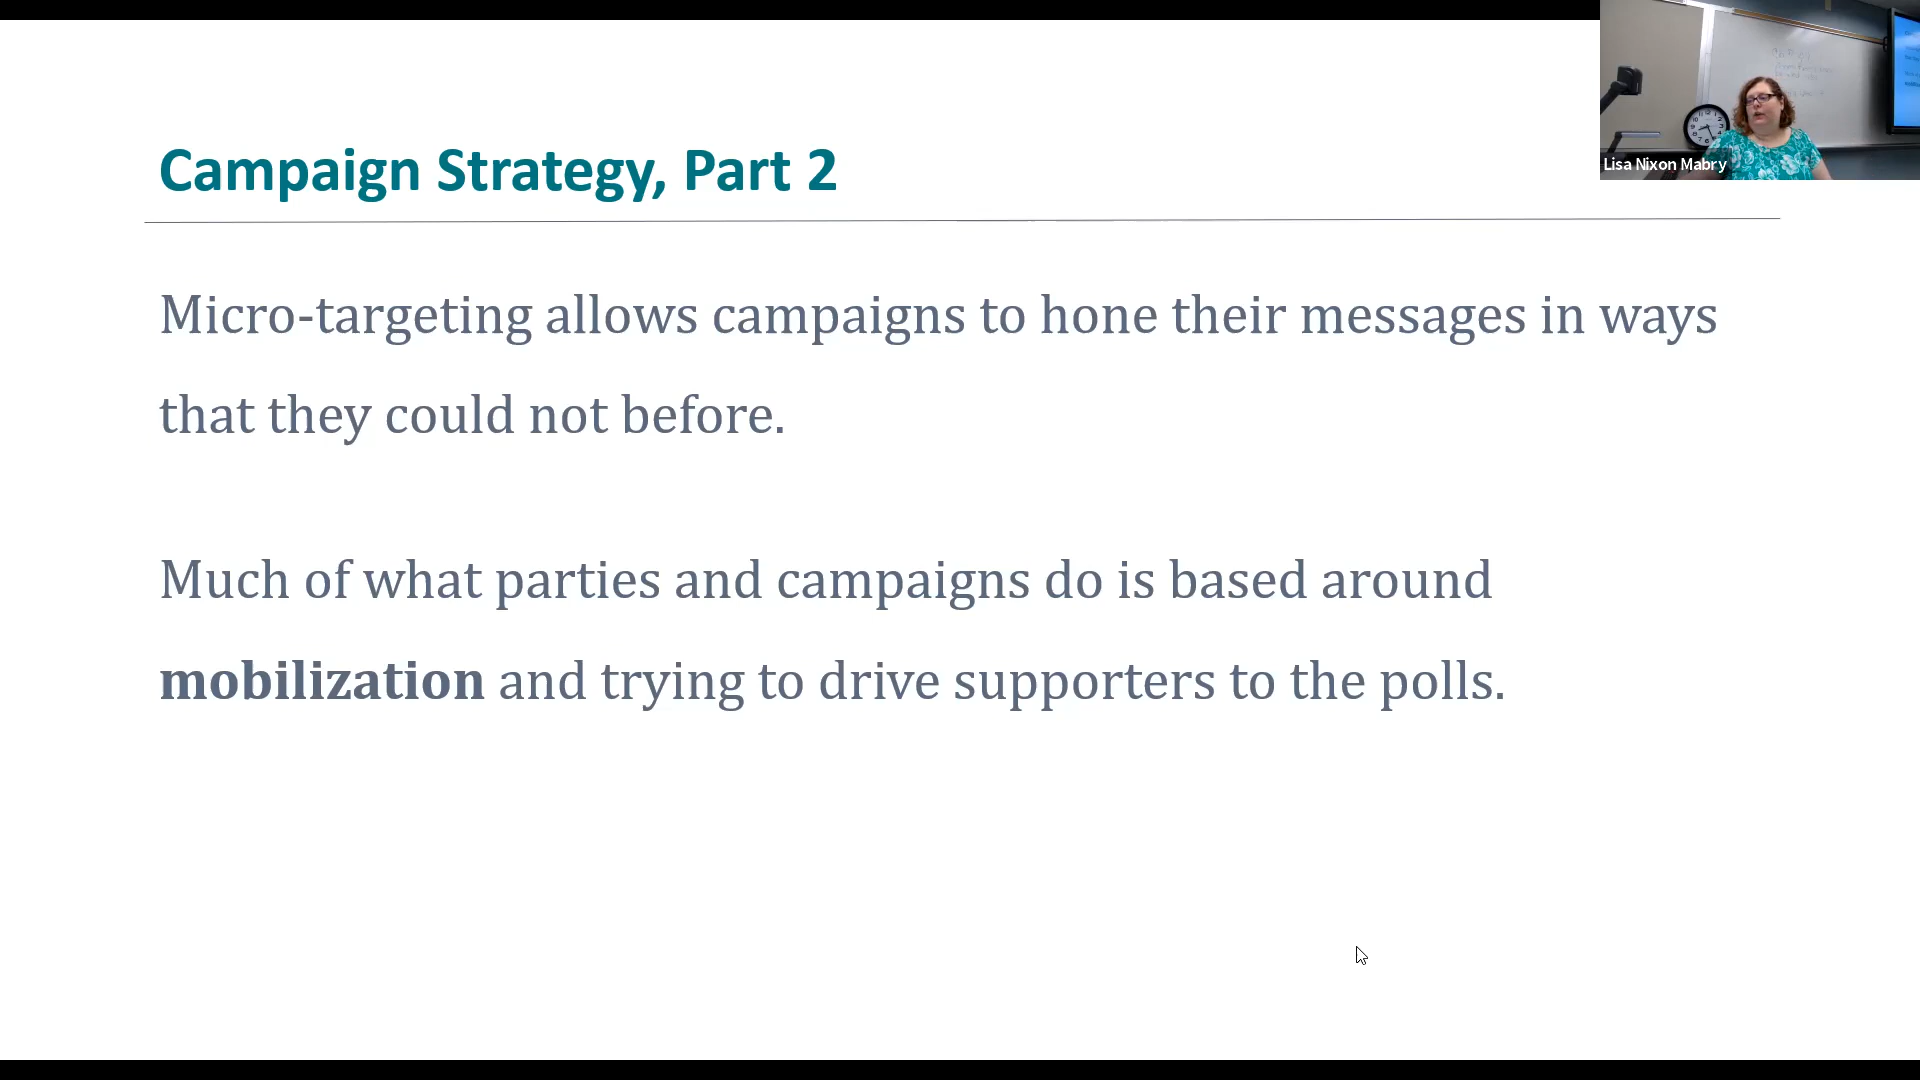 Campaign Strategy, Part 2
Micro-targeting allows campaigns to hone their messages in ways
that they could not before.
Much of what parties and campaigns do is based around
mobilization and trying to drive supporters to the polls.
Lisa Nixon Mabry